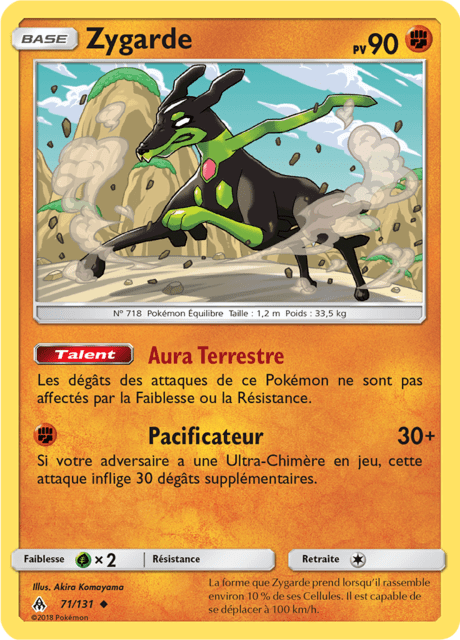 BASE Zygarde PV 90
N° 718 Pokémon Équilibre Taille : 1,2 m Poids : 33,5 kg
Talent Aura Terrestre
Les dégâts des attaques de ce Pokémon ne sont pas
affectés par la Faiblesse ou la Résistance.
Pacificateur 30+
Si votre adversaire a une Ultra-Chimère en jeu, cette
attaque inflige 30 dégâts supplémentaires.
Faiblesse ×2 Résistance Retraite
Illus. Akira Komayama
71/131
©2018 Pokémon
La forme que Zygarde prend lorsqu'il rassemble
environ 10 % de ses Cellules. Il est capable de
se déplacer à 100 km/h.